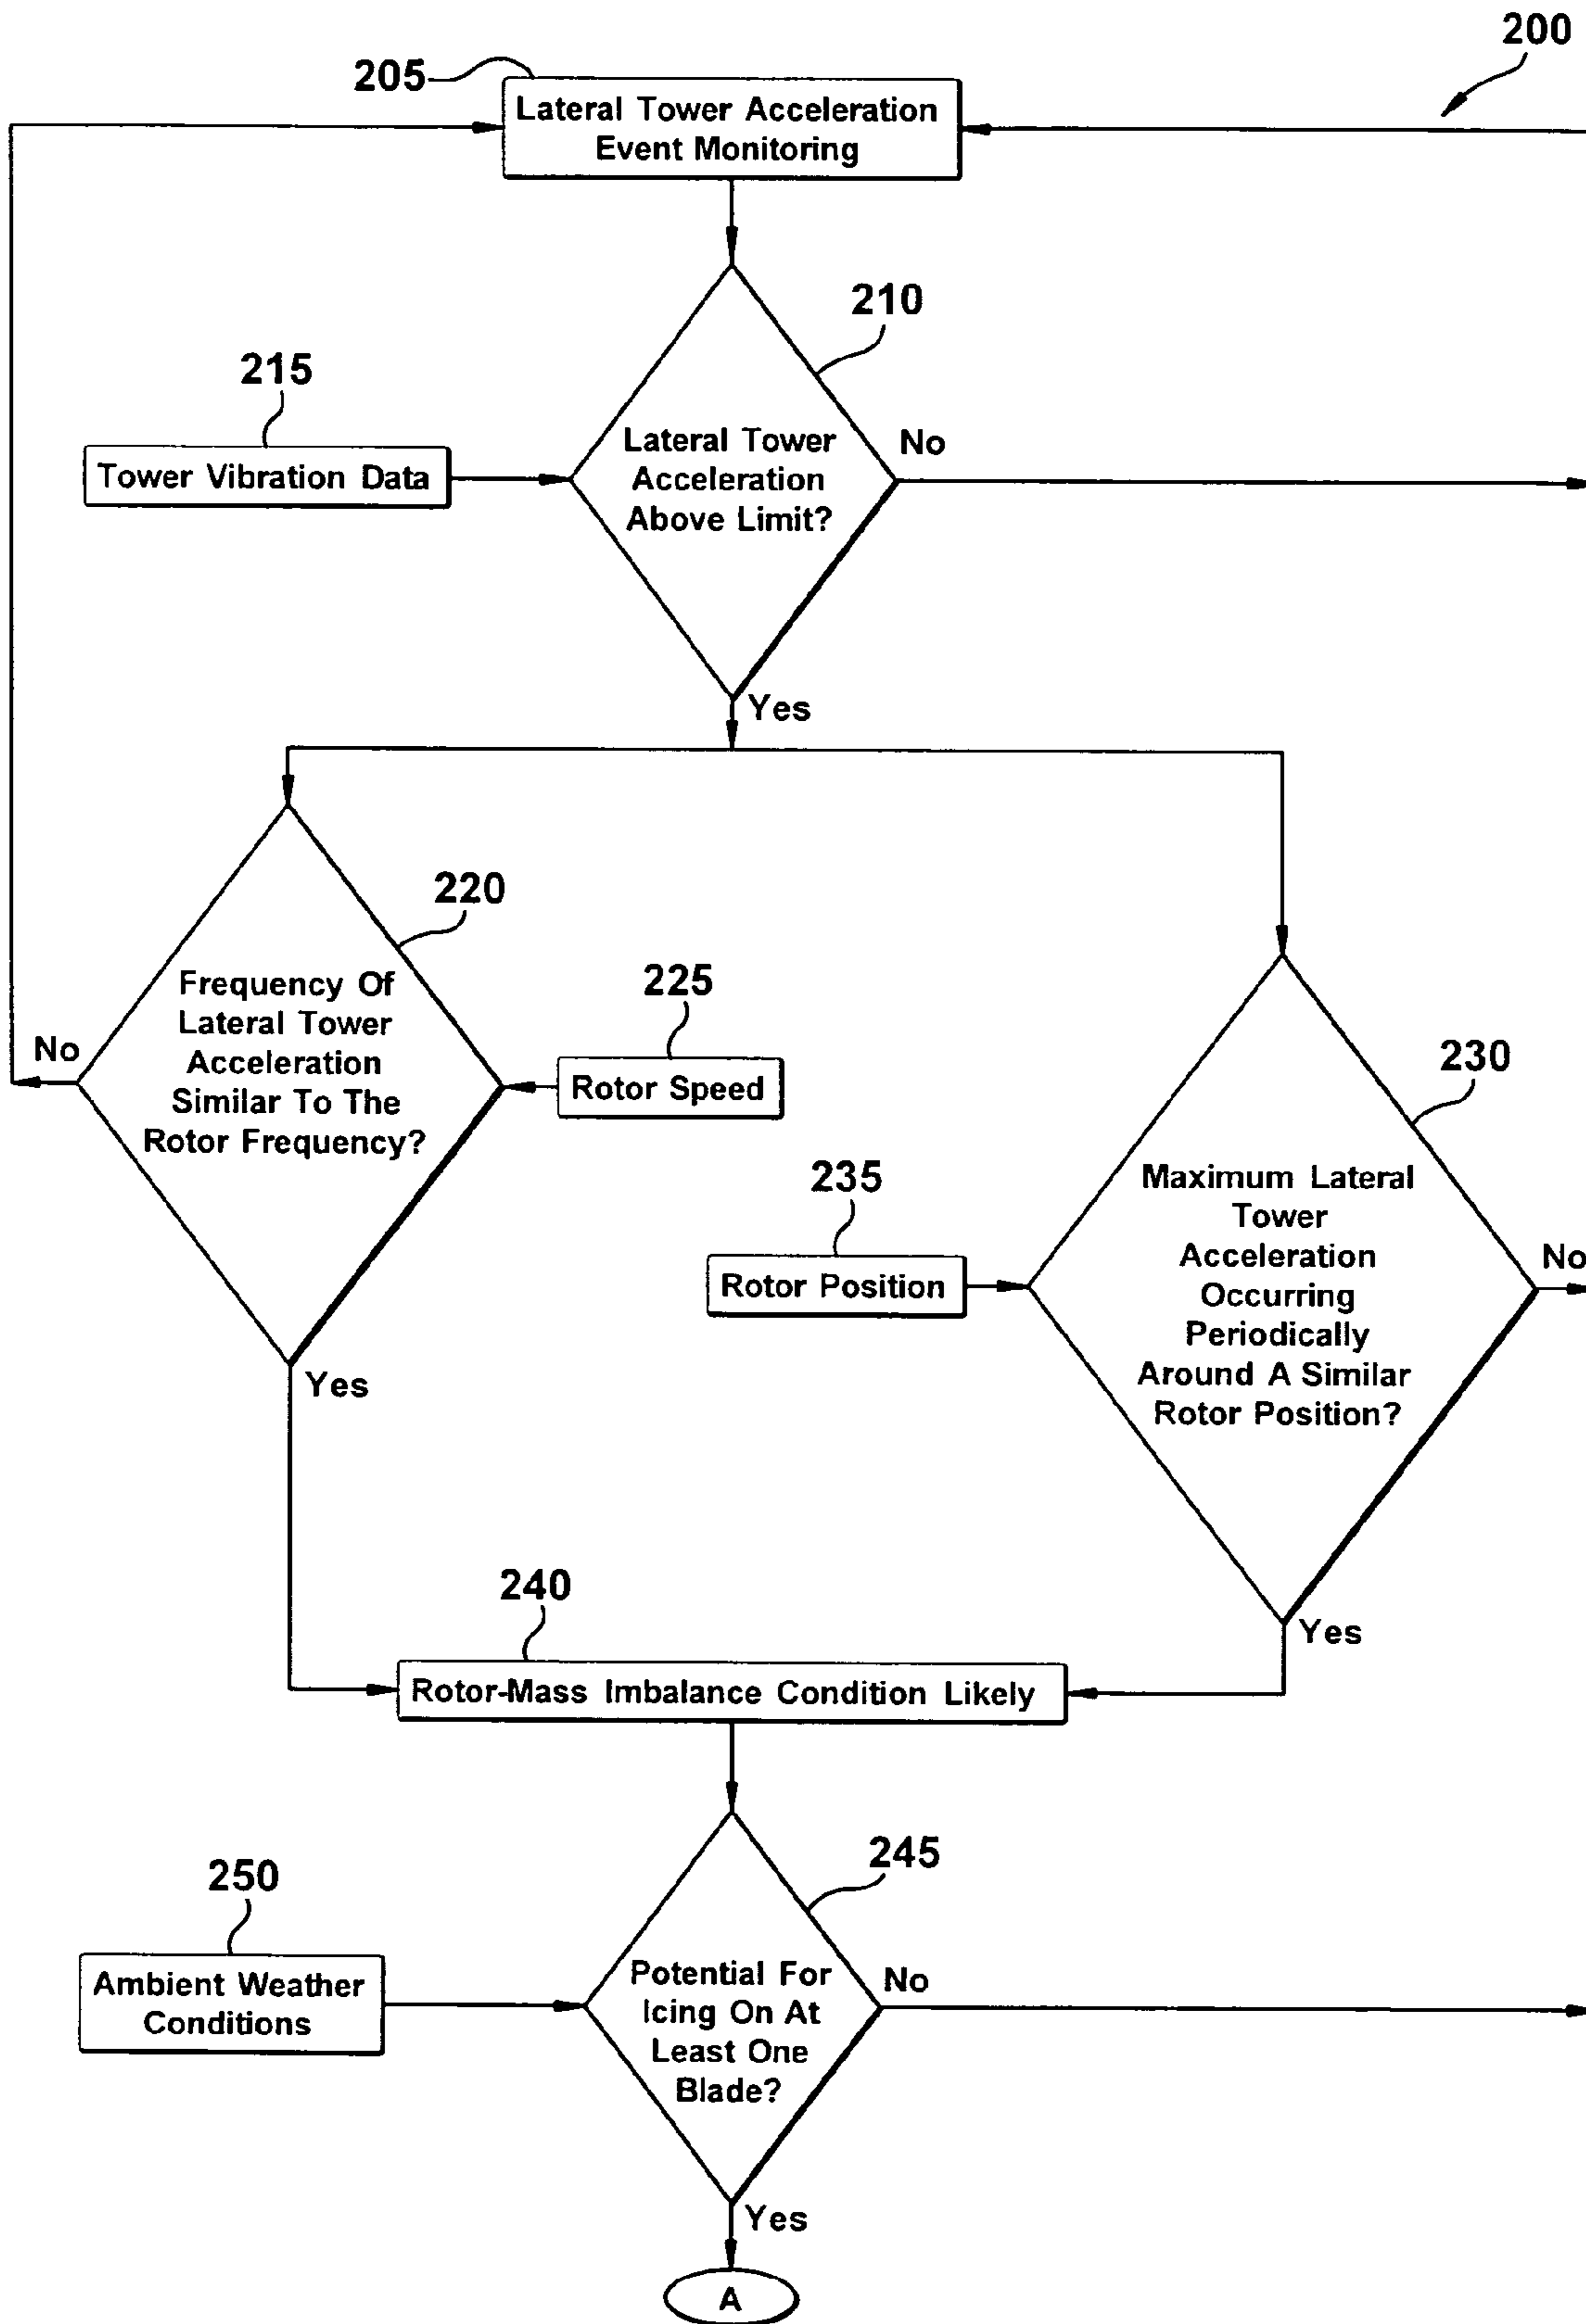 200
205
Lateral Tower Acceleration
Event Monitoring
210
215
Tower Vibration Data
Lateral Tower
Acceleration
Above Limit?
No
Yes
220
Frequency Of
Lateral Tower
Acceleration
Similar To The
Rotor Frequency?
No
225
Rotor Speed
230
235
Rotor Position
Maximum Lateral
Tower
Acceleration
Occurring
Periodically
Around A Similar
Rotor Position?
No
Yes
240
Yes
Rotor-Mass Imbalance Condition Likely
245
250
Ambient Weather
Conditions
Potential For
Icing On At
Least One
Blade?
No
Yes
A